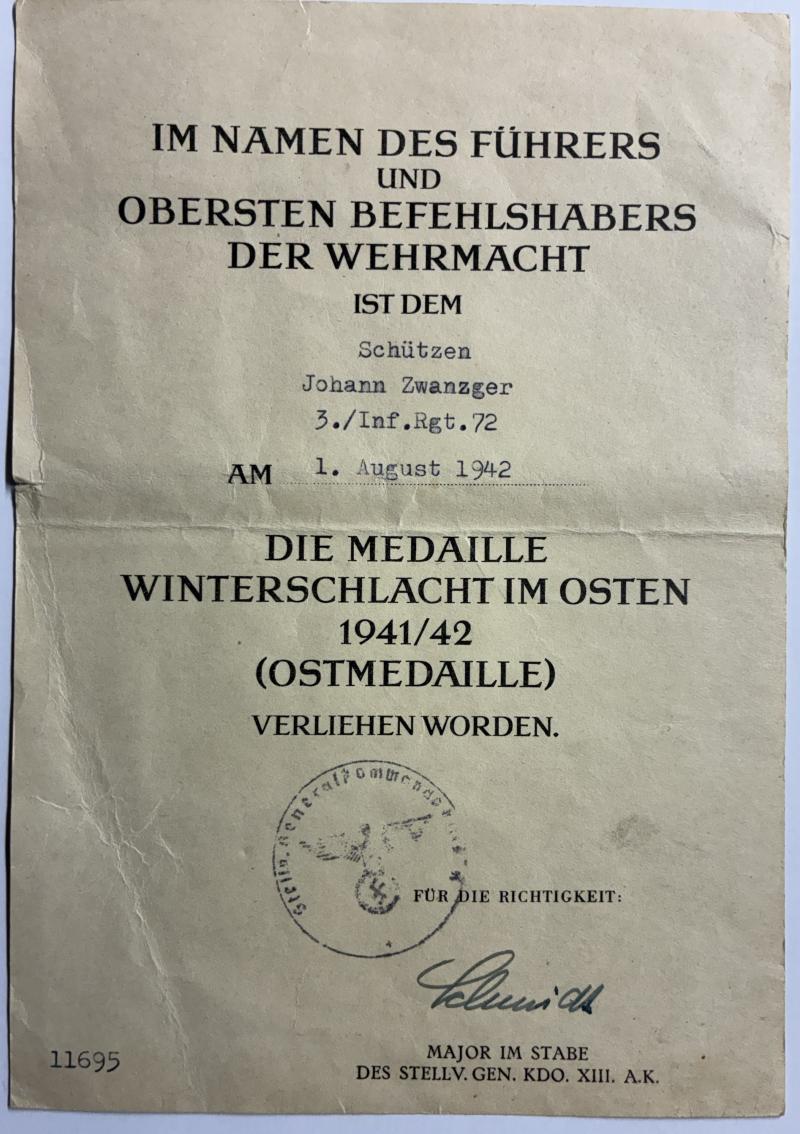 IM NAMEN DES FÜHRERS
UND
OBERSTEN BEFEHLSHABERS
DER WEHRMACHT
IST DEM
Schützen
Johann Zwanzger
3./Inf.Rgt.72
AM 1. August 1942
DIE MEDAILLE
WINTERSCHLACHT IM OSTEN
1941/42
(OSTMEDAILLE)
VERLIEHEN WORDEN.
Stellv. Generalkommando
FÜR DIE RICHTIGKEIT:
Schmidt
MAJOR IM STABE
DES STELLV. GEN. KDO. XIII. A.K.
11695